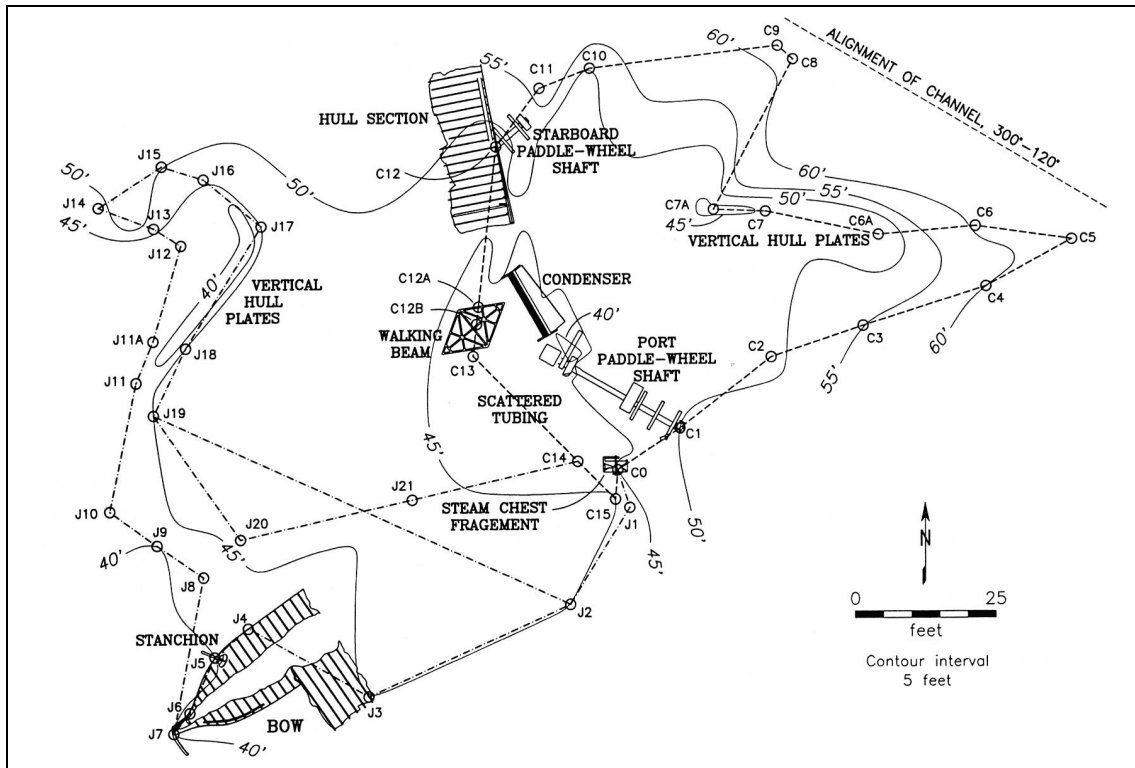 60'
C9
C8
ALIGNMENT OF CHANNEL, 300°-120°
55'
C10
C11
HULL SECTION
STARBOARD
PADDLE-WHEEL
SHAFT
C12
J15
J16
50'
50'
J14
J13
45'
J12
J17
60'
55'
50'
C7A
45'
C7
C6A
C6
C5
VERTICAL HULL PLATES
40'
VERTICAL
HULL
PLATES
C12A
CONDENSER
C12B
40'
WALKING
BEAM
C13
C4
60'
C3
55'
C2
J11A
J18
J11
PORT
PADDLE-WHEEL
SHAFT
SCATTERED
TUBING
J19
45'
C1
C14
C0
J21
STEAM CHEST
FRAGEMENT
C15
J1
50'
45'
J10
J20
J9
40'
45'
J8
N
J4
J2
STANCHION
J5
0
25
feet
Contour interval
5 feet
J6
J3
J7
BOW
40'